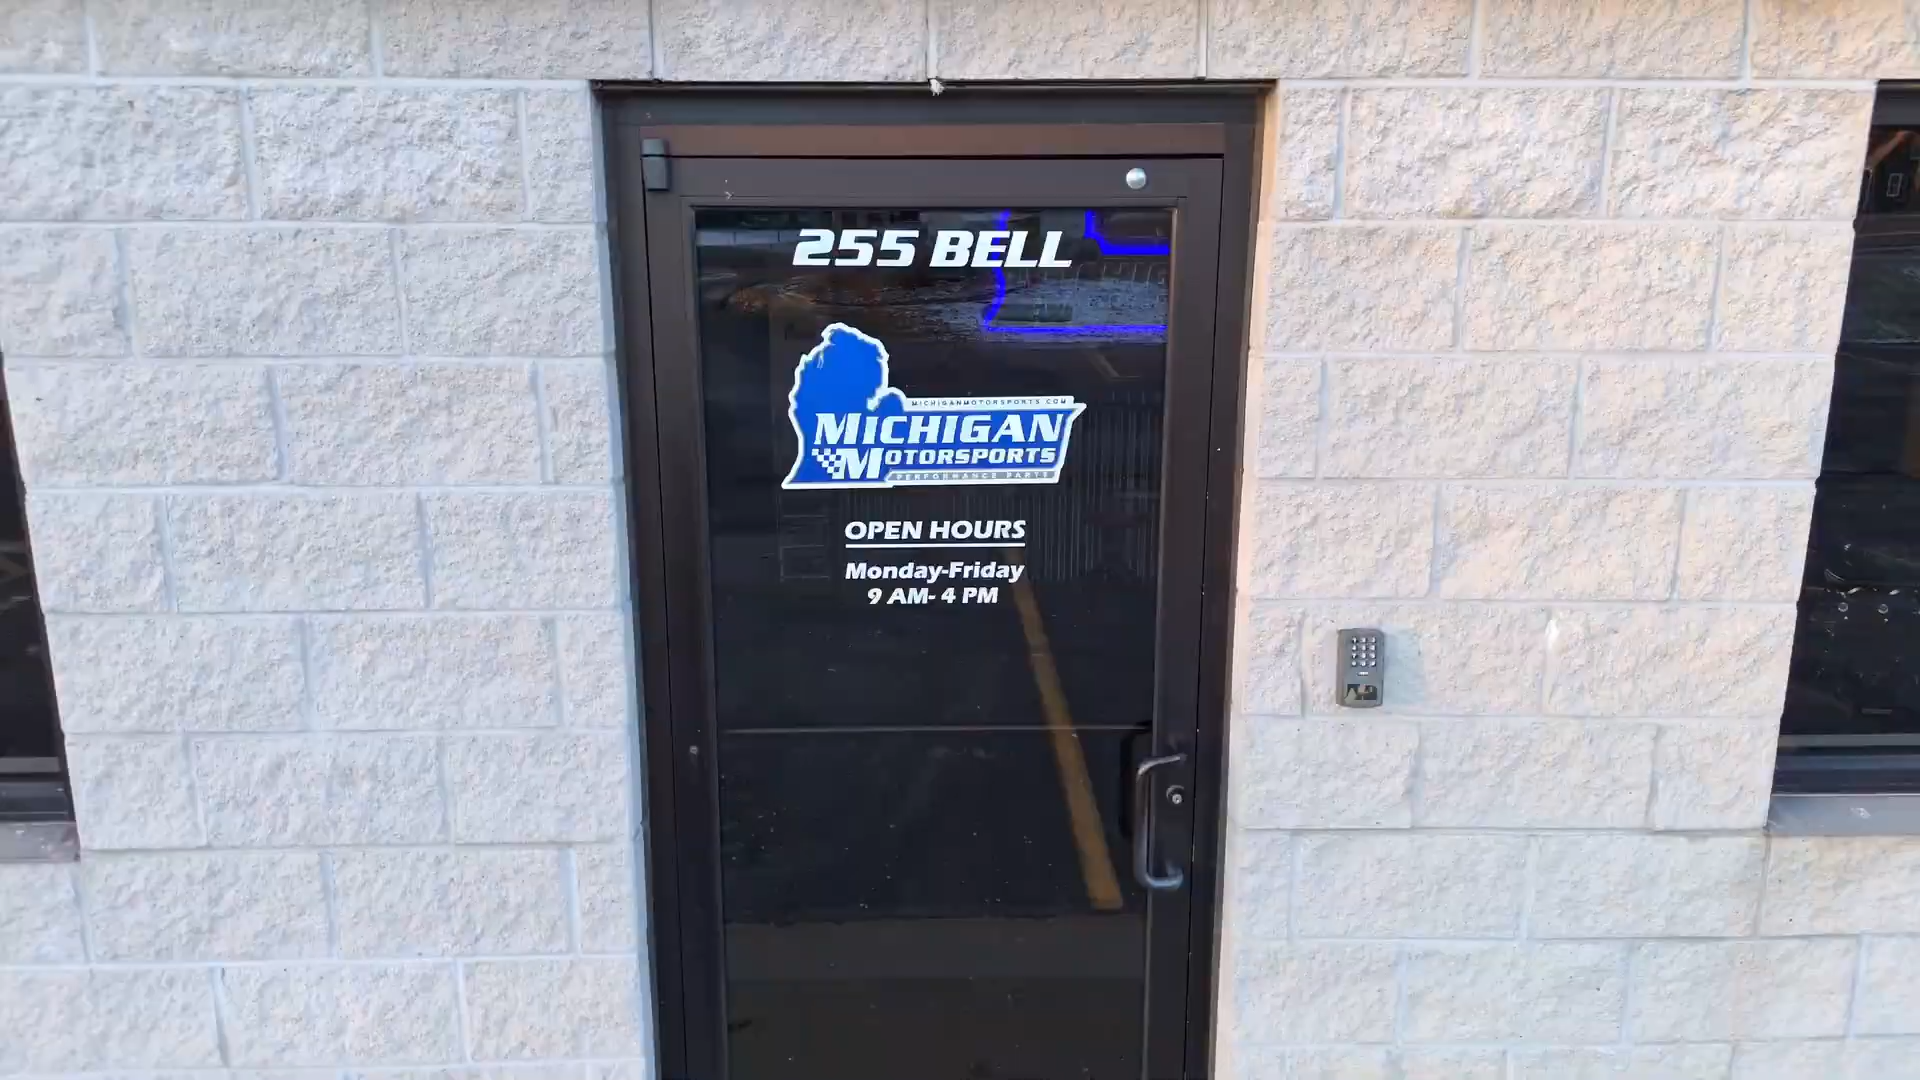 255 BELL
MICHIGANMOTORSPORTS.COM
MICHIGAN
MOTORSPORTS
PERFORMANCE PARTS
OPEN HOURS
Monday-Friday
9 AM- 4 PM